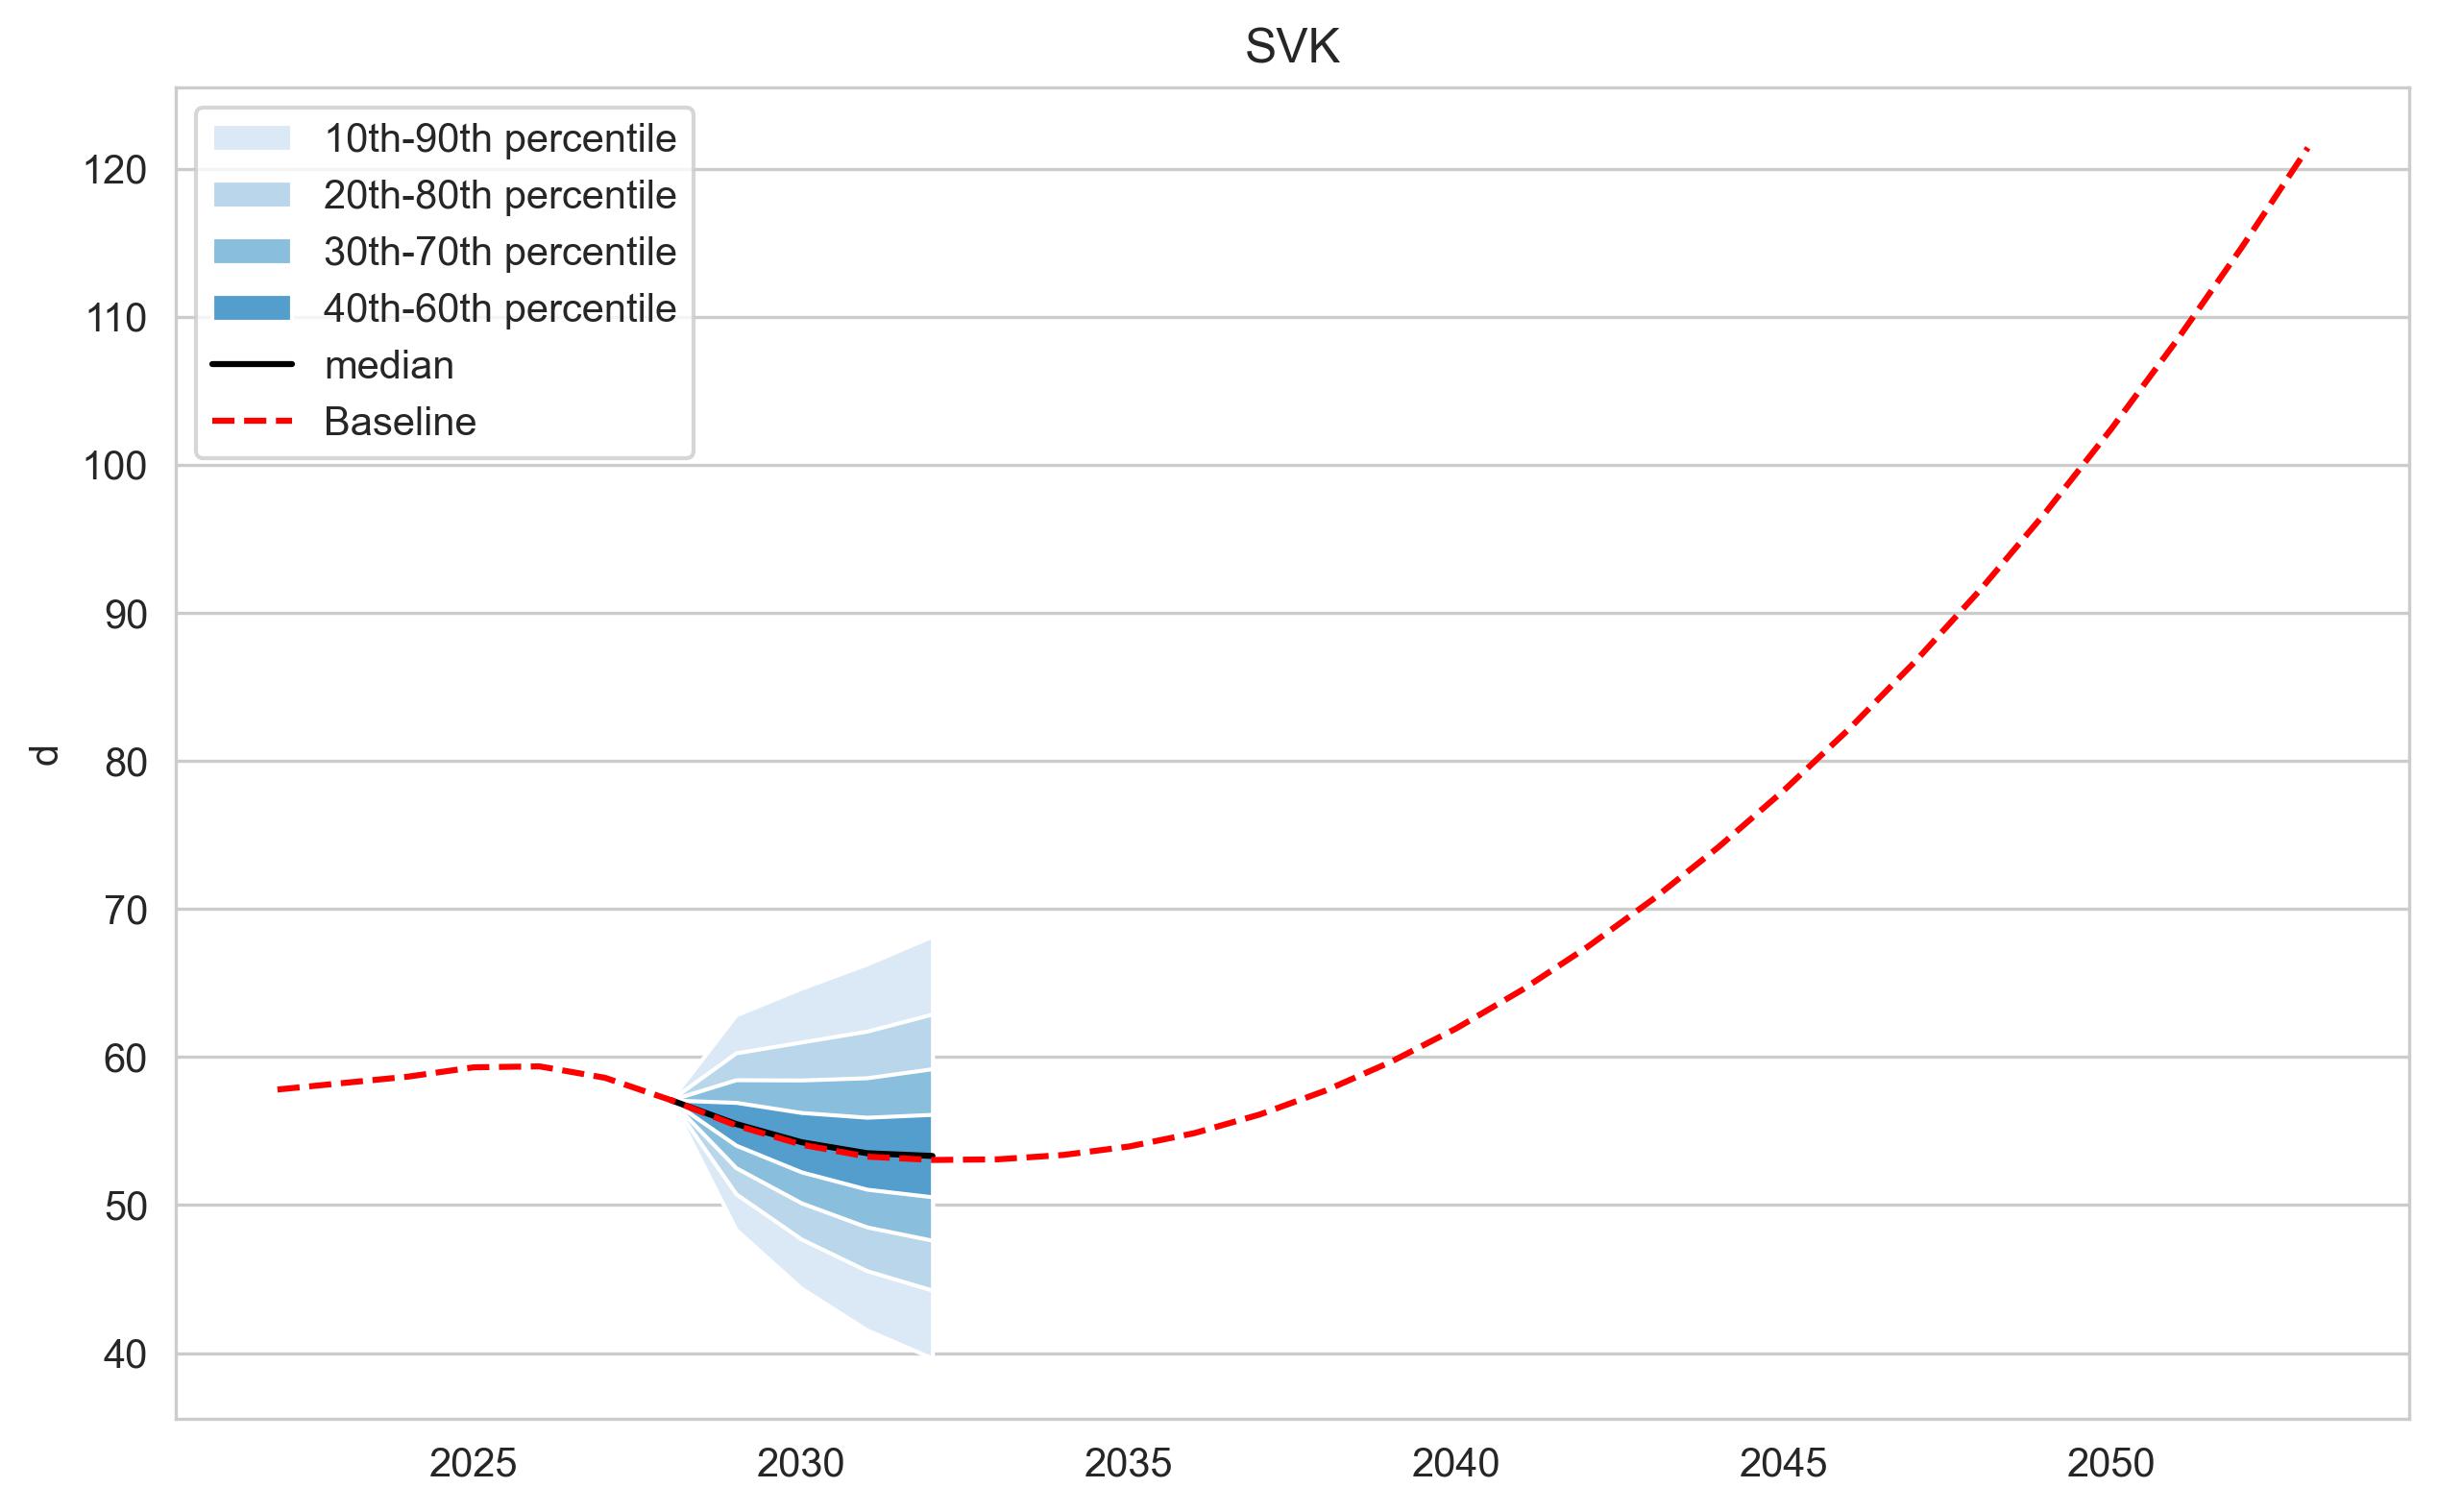 SVK
10th-90th percentile
20th-80th percentile
30th-70th percentile
40th-60th percentile
median
Baseline
120
110
100
90
80
70
60
50
40
d
2025 2030 2035 2040 2045 2050